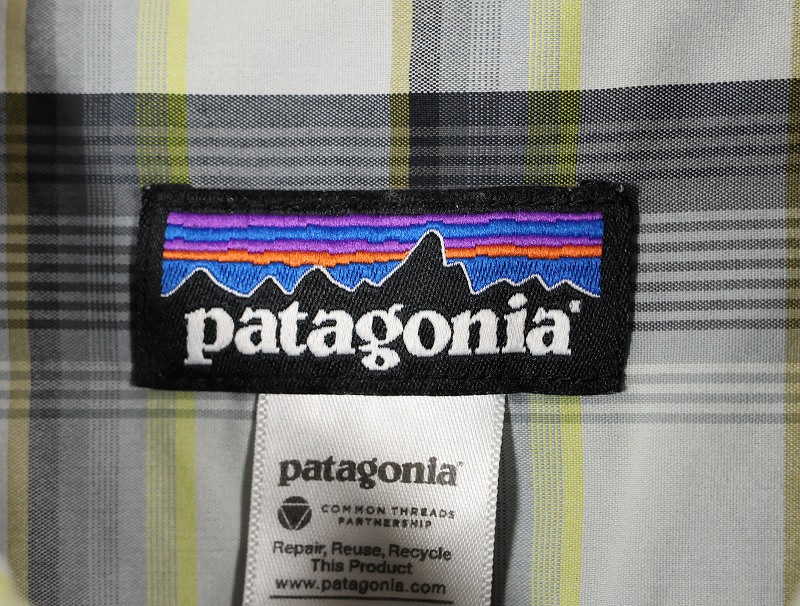 patagonia®
patagonia®
COMMON THREADS
PARTNERSHIP
Repair, Reuse, Recycle
This Product
www.patagonia.com